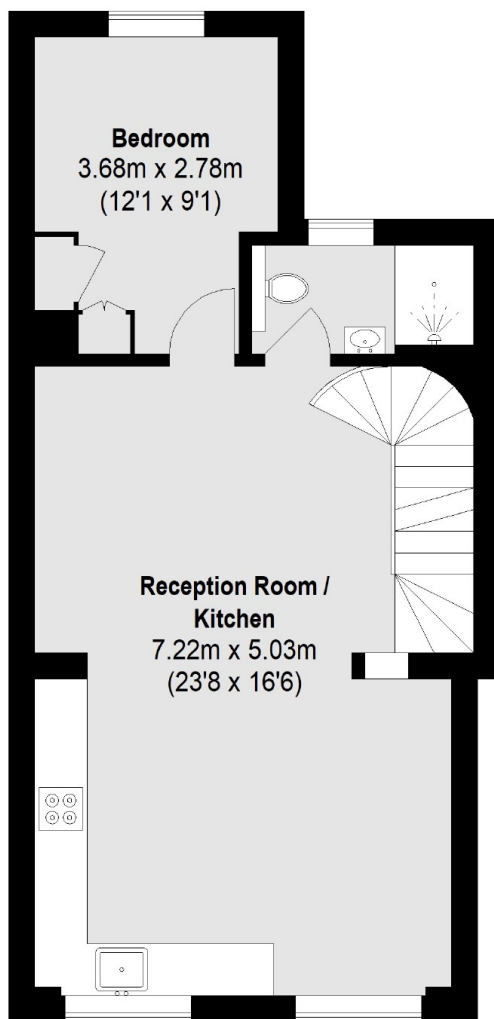 Bedroom
3.68m x 2.78m
(12'1 x 9'1)
Reception Room /
Kitchen
7.22m x 5.03m
(23'8 x 16'6)